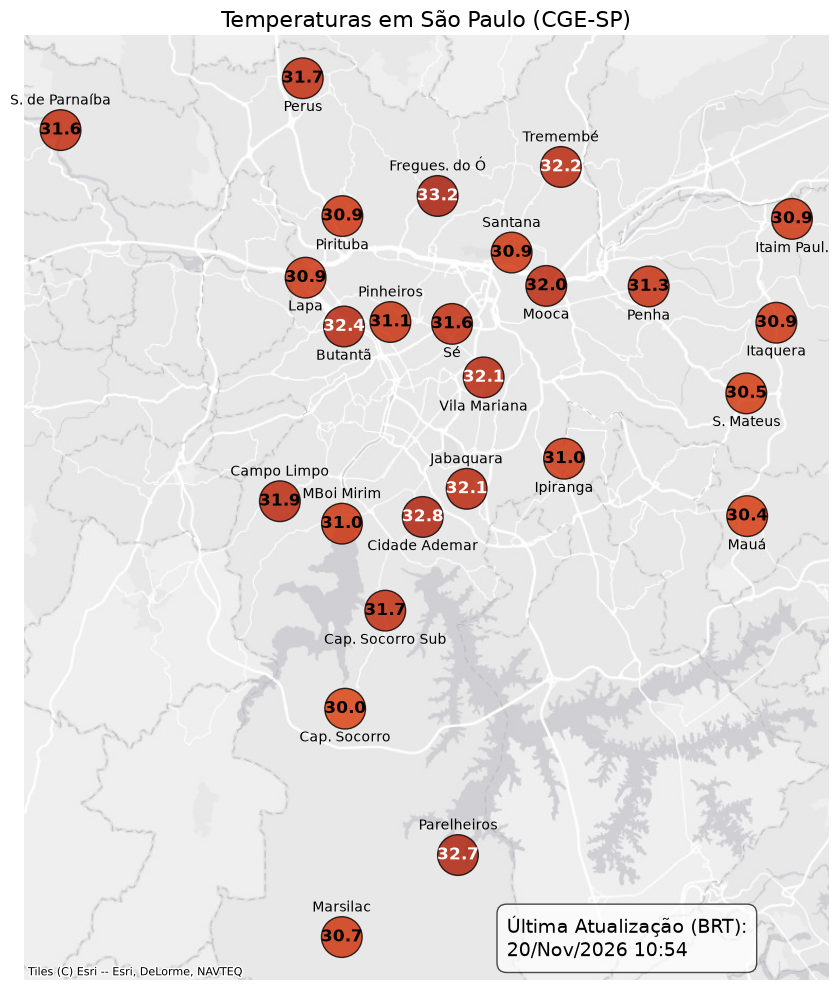 Temperaturas em São Paulo (CGE-SP)
31.7
Perus
S. de Parnaíba
31.6
Tremembé
32.2
Fregues. do Ó
33.2
30.9
Pirituba
Santana
30.9
30.9
Itaim Paul.
30.9
Lapa
32.0
Mooca
31.3
Penha
Pinheiros
31.1
32.4
Butantã
31.6
Sé
30.9
Itaquera
32.1
Vila Mariana
30.5
S. Mateus
31.0
Ipiranga
Jabaquara
32.1
Campo Limpo
31.9
MBoi Mirim
31.0
32.8
Cidade Ademar
30.4
Mauá
31.7
Cap. Socorro Sub
30.0
Cap. Socorro
Parelheiros
32.7
Marsilac
30.7
Última Atualização (BRT):
20/Nov/2026 10:54
Tiles (C) Esri -- Esri, DeLorme, NAVTEQ